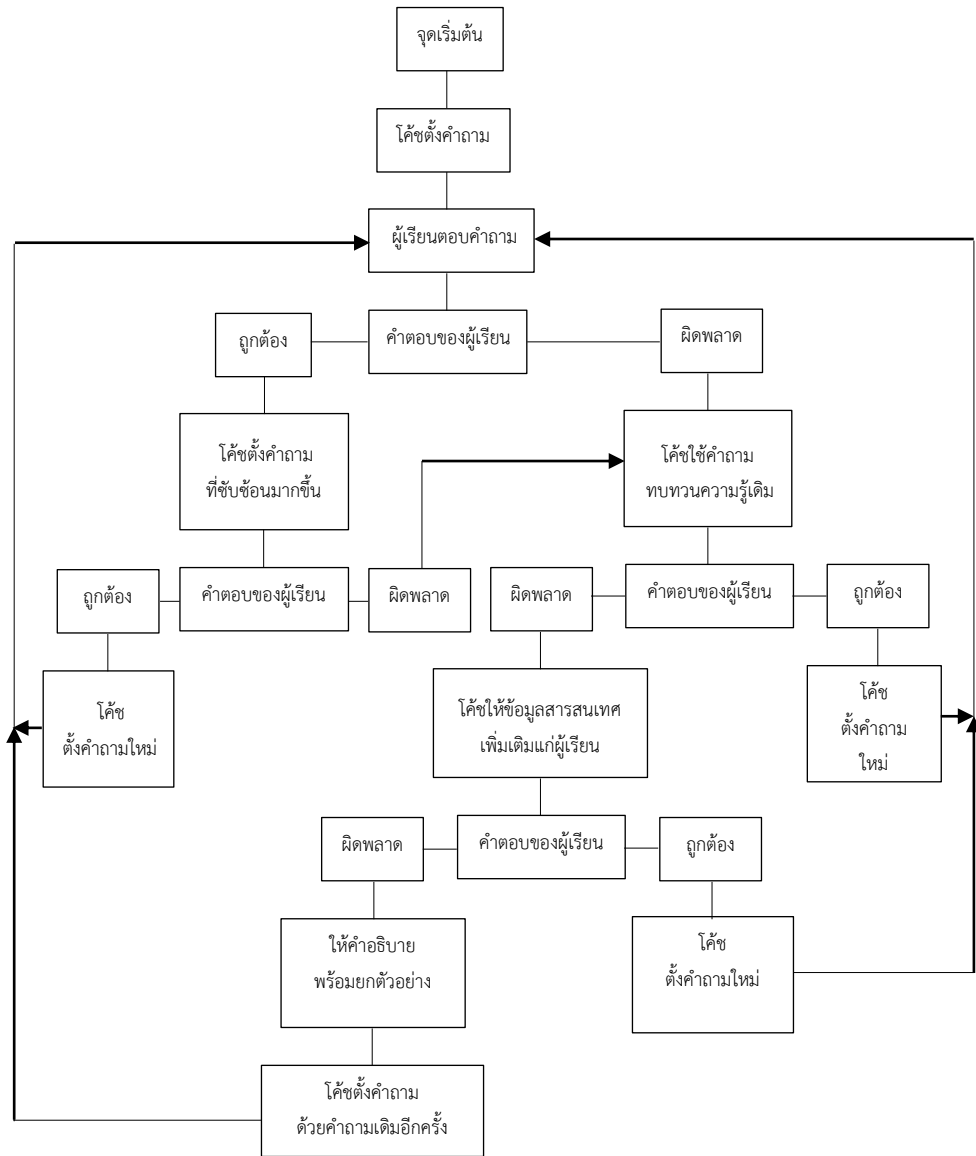 จุดเริ่มต้น
โค้ชตั้งคำถาม
ผู้เรียนตอบคำถาม
ถูกต้อง
คำตอบของผู้เรียน
ผิดพลาด
โค้ชตั้งคำถาม
ที่ซับซ้อนมากขึ้น
โค้ชใช้คำถาม
ทบทวนความรู้เดิม
ถูกต้อง
คำตอบของผู้เรียน
ผิดพลาด
ผิดพลาด
คำตอบของผู้เรียน
ถูกต้อง
โค้ช
ตั้งคำถามใหม่
โค้ชให้ข้อมูลสารสนเทศ
เพิ่มเติมแก่ผู้เรียน
โค้ช
ตั้งคำถาม
ใหม่
ผิดพลาด
คำตอบของผู้เรียน
ถูกต้อง
ให้คำอธิบาย
พร้อมยกตัวอย่าง
โค้ช
ตั้งคำถามใหม่
โค้ชตั้งคำถาม
ด้วยคำถามเดิมอีกครั้ง